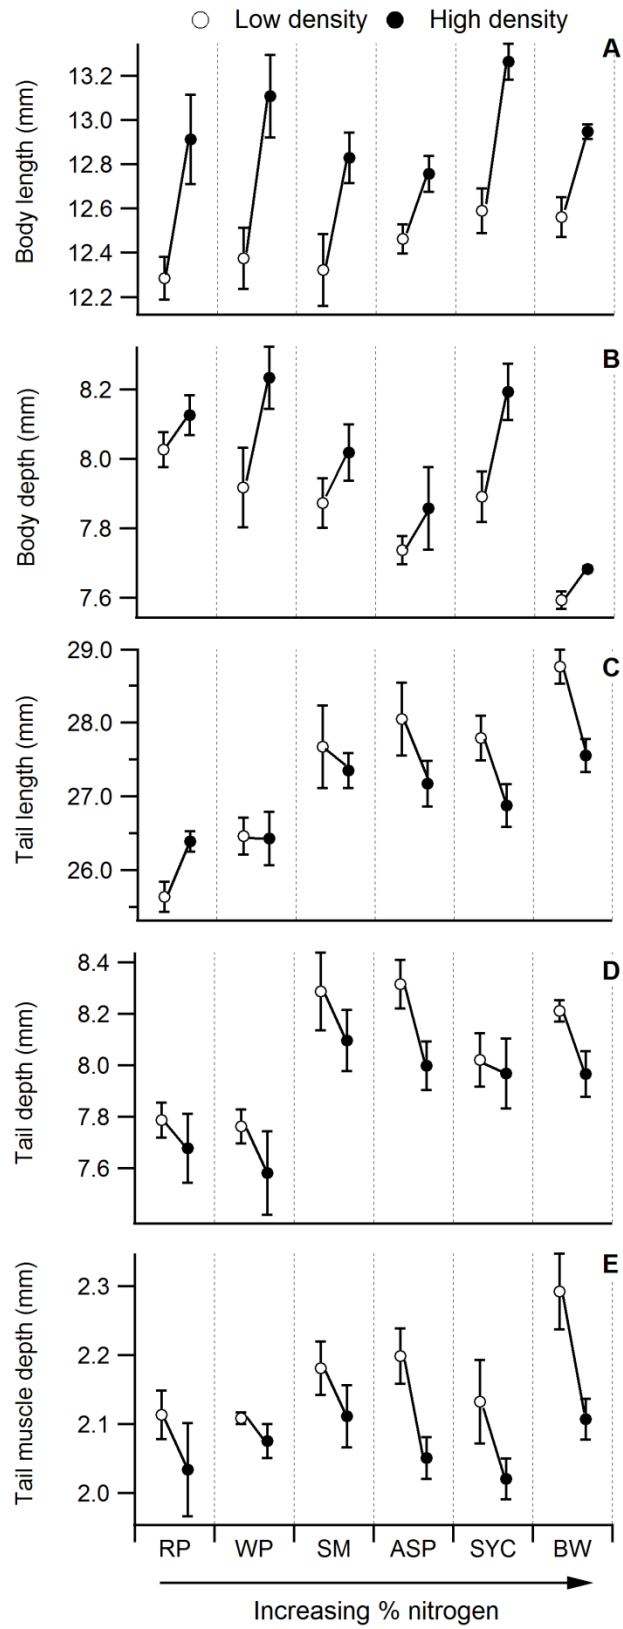 Low density High density
A
Body length (mm)
13.2
13.0
12.8
12.6
12.4
12.2
B
Body depth (mm)
8.2
8.0
7.8
7.6
C
Tail length (mm)
29.0
28.0
27.0
26.0
D
Tail depth (mm)
8.4
8.2
8.0
7.8
7.6
E
Tail muscle depth (mm)
2.3
2.2
2.1
2.0
RP WP SM ASP SYC BW
Increasing % nitrogen